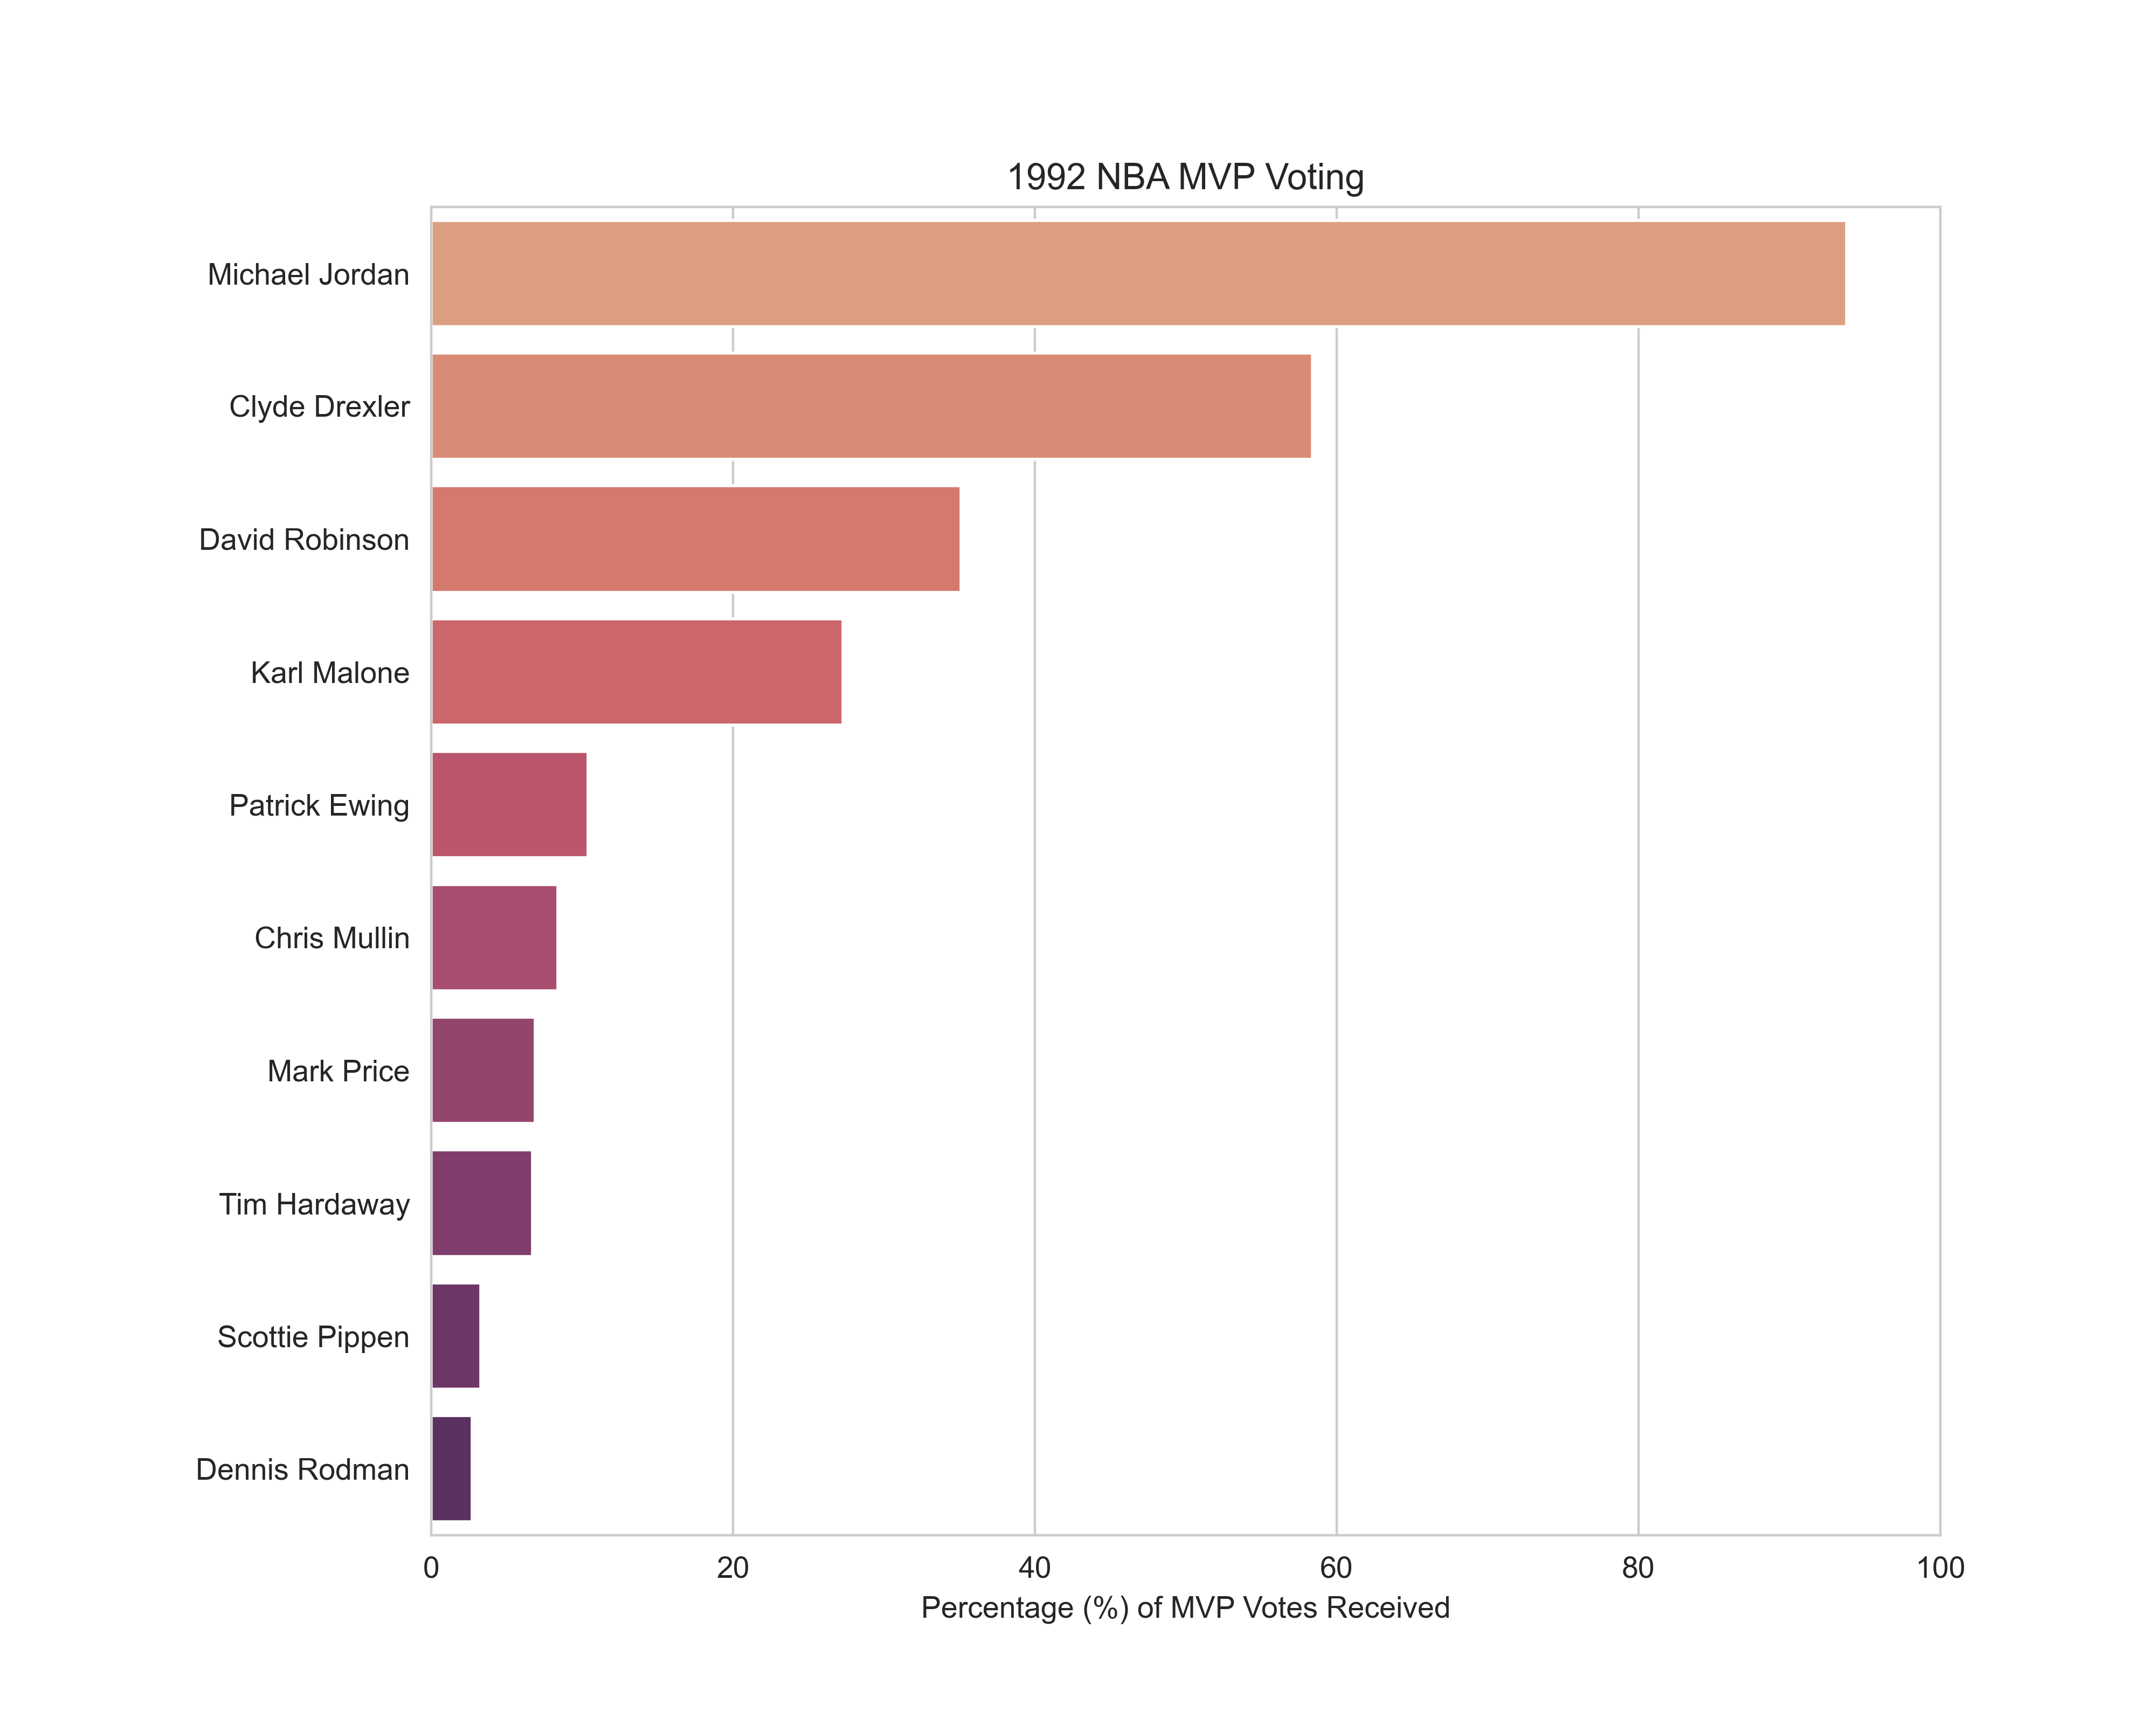 1992 NBA MVP Voting
Michael Jordan
Clyde Drexler
David Robinson
Karl Malone
Patrick Ewing
Chris Mullin
Mark Price
Tim Hardaway
Scottie Pippen
Dennis Rodman
0 20 40 60 80 100
Percentage (%) of MVP Votes Received